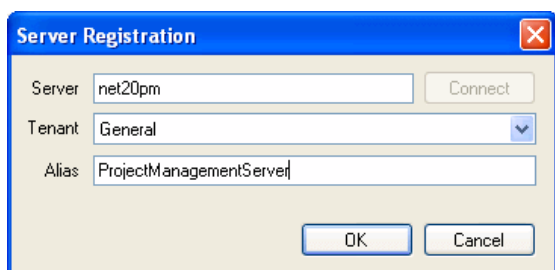 Server Registration
Server net20pm Connect
Tenant General
Alias ProjectManagementServer
OK Cancel